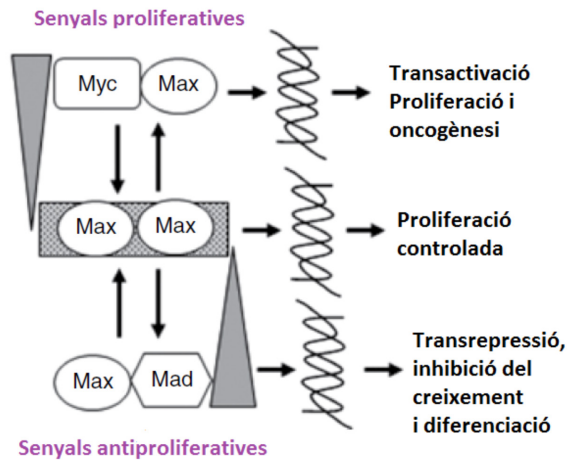 Senyals proliferatives
Myc
Max
Transactivació
Proliferació i
oncogènesi
Max
Max
Proliferació
controlada
Max
Mad
Transrepressió,
inhibició del
creixement
i diferenciació
Senyals antiproliferatives